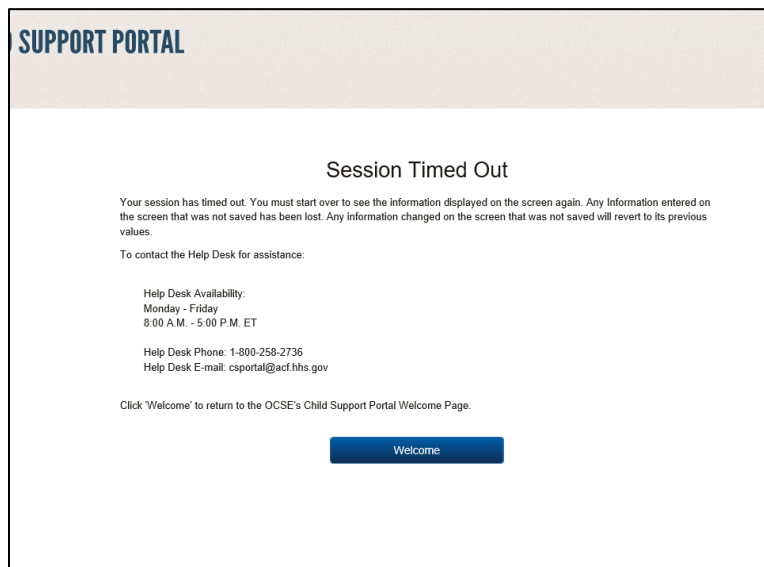 SUPPORT PORTAL
Session Timed Out
Your session has timed out. You must start over to see the information displayed on the screen again. Any Information entered on
the screen that was not saved has been lost. Any information changed on the screen that was not saved will revert to its previous
values.
To contact the Help Desk for assistance:
Help Desk Availability:
Monday - Friday
8:00 A.M. - 5:00 P.M. ET
Help Desk Phone: 1-800-258-2736
Help Desk E-mail: csportal@acf.hhs.gov
Click 'Welcome' to return to the OCSE's Child Support Portal Welcome Page.
Welcome